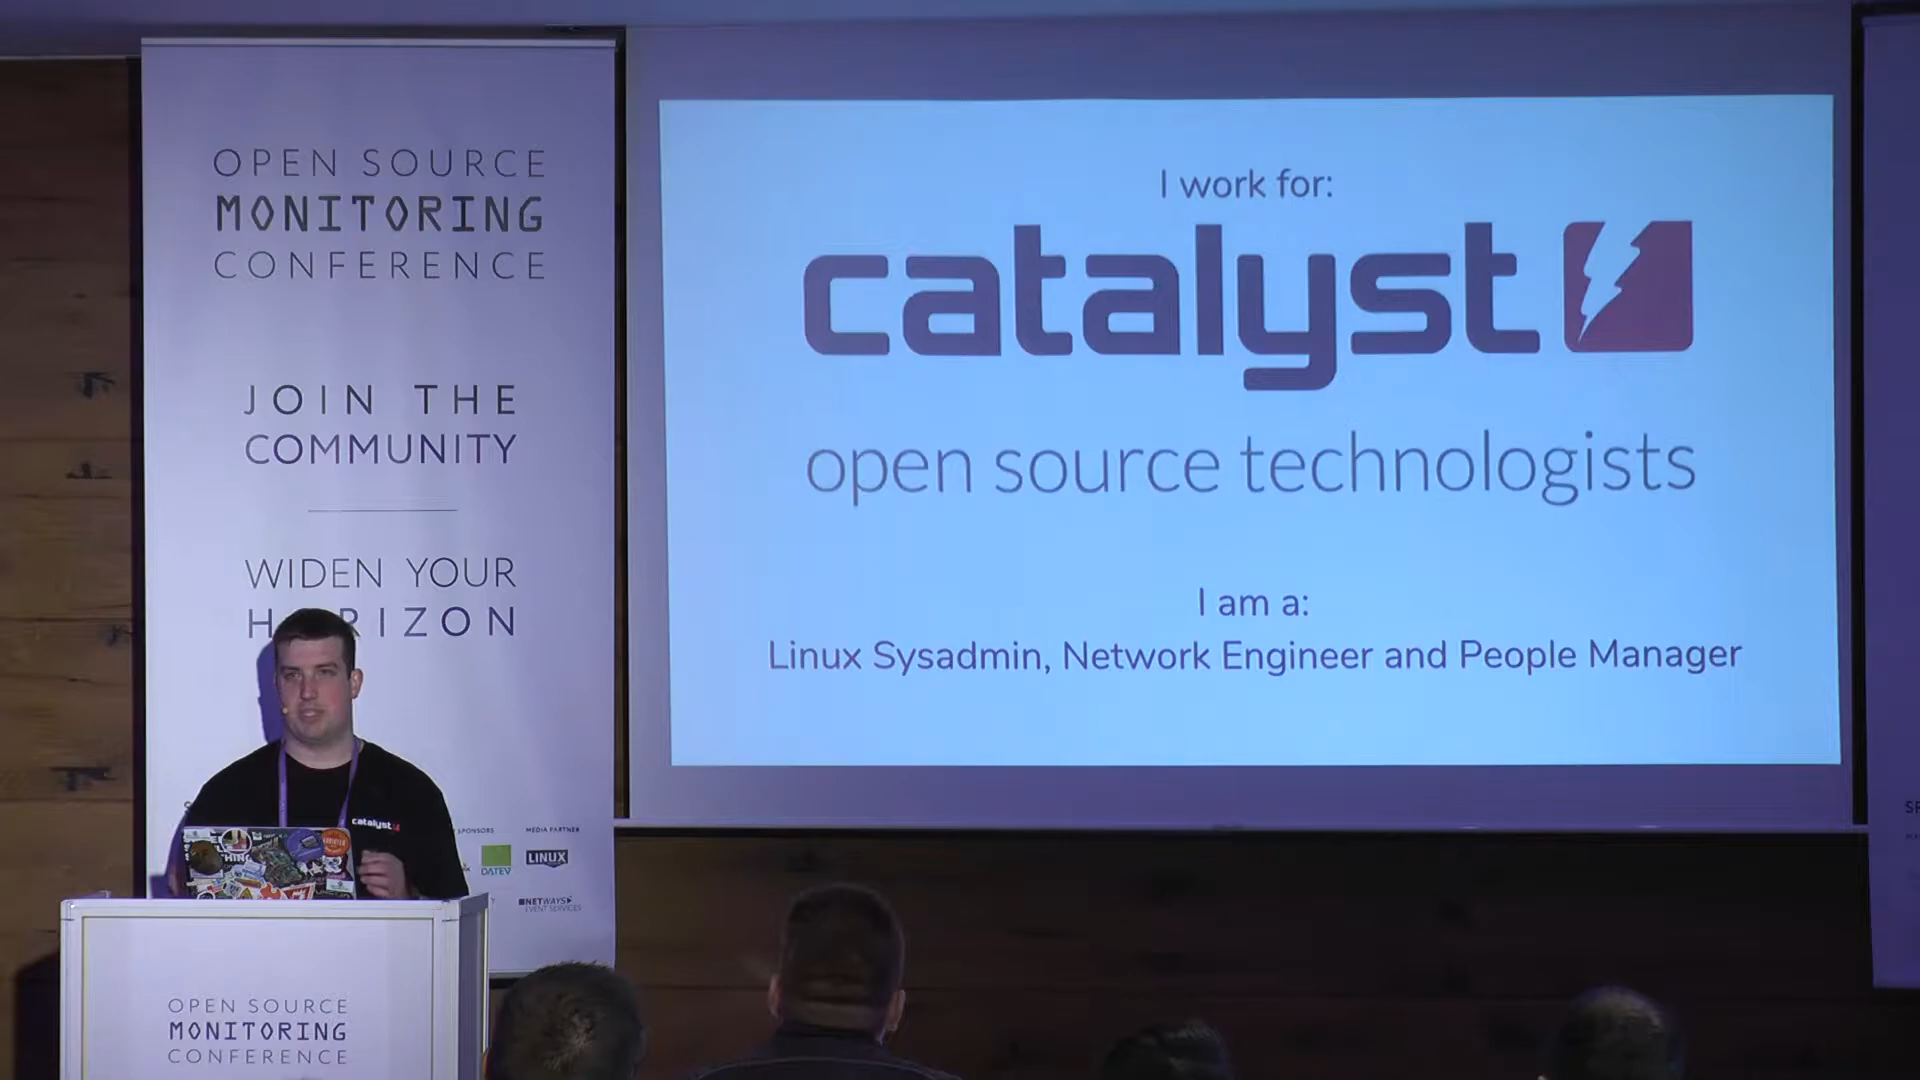 OPEN SOURCE
MONITORING
CONFERENCE
JOIN THE
COMMUNITY
WIDEN YOUR
H RIZON
SPONSORS
MEDIA PARTNER
DATEV
LINUX
NETWAYS
EVENT SERVICES
I work for:
catalyst
open source technologists
I am a:
Linux Sysadmin, Network Engineer and People Manager
catalyst
OPEN SOURCE
MONITORING
CONFERENCE